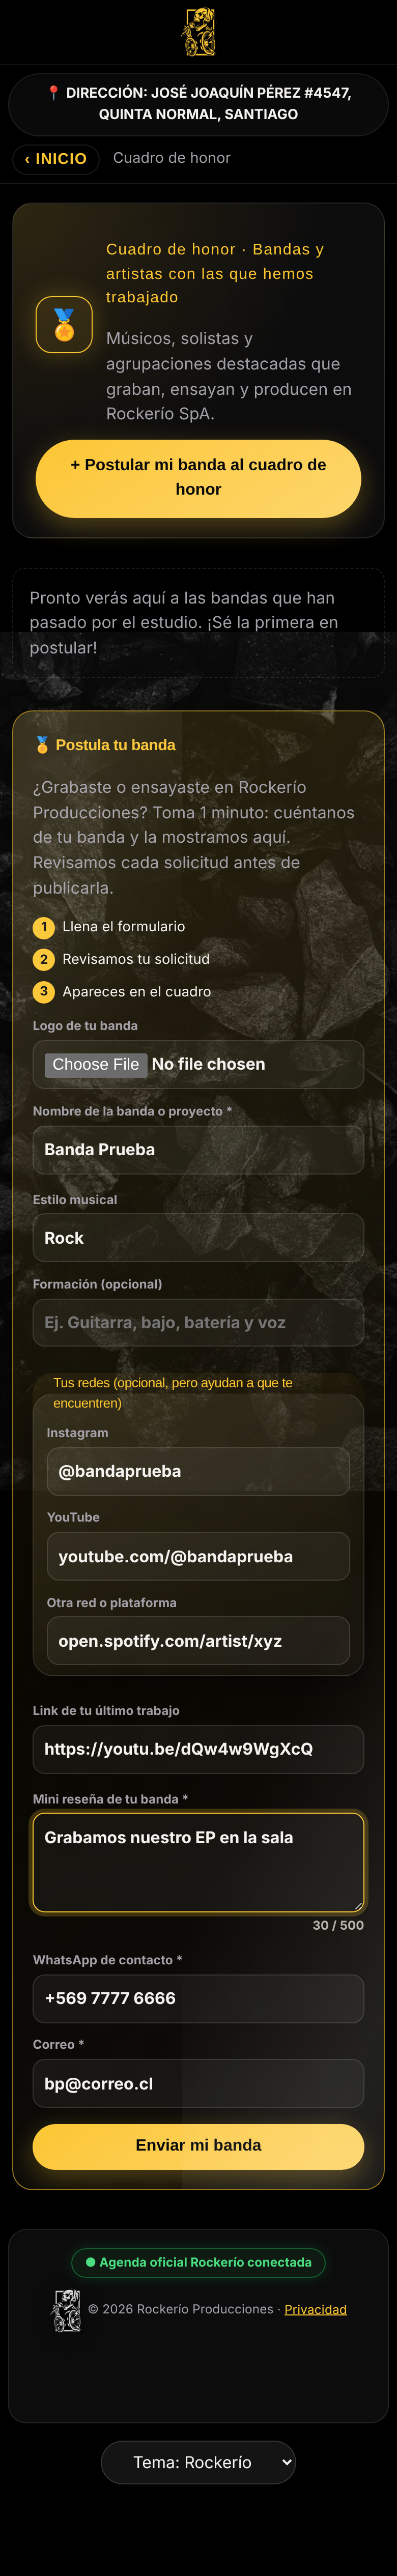 📍 DIRECCIÓN: JOSÉ JOAQUÍN PÉREZ #4547,
QUINTA NORMAL, SANTIAGO
‹ INICIO
Cuadro de honor
Cuadro de honor · Bandas y
artistas con las que hemos
trabajado
Músicos, solistas y
agrupaciones destacadas que
graban, ensayan y producen en
Rockerío SpA.
+ Postular mi banda al cuadro de
honor
Pronto verás aquí a las bandas que han
pasado por el estudio. ¡Sé la primera en
postular!
🏅 Postula tu banda
¿Grabaste o ensayaste en Rockerío
Producciones? Toma 1 minuto: cuéntanos
de tu banda y la mostramos aquí.
Revisamos cada solicitud antes de
publicarla.
1 Llena el formulario
2 Revisamos tu solicitud
3 Apareces en el cuadro
Logo de tu banda
Choose File No file chosen
Nombre de la banda o proyecto *
Banda Prueba
Estilo musical
Rock
Formación (opcional)
Ej. Guitarra, bajo, batería y voz
Tus redes (opcional, pero ayudan a que te
encuentren)
Instagram
@bandaprueba
YouTube
youtube.com/@bandaprueba
Otra red o plataforma
open.spotify.com/artist/xyz
Link de tu último trabajo
https://youtu.be/dQw4w9WgXcQ
Mini reseña de tu banda *
Grabamos nuestro EP en la sala
30 / 500
WhatsApp de contacto *
+569 7777 6666
Correo *
bp@correo.cl
Enviar mi banda
● Agenda oficial Rockerío conectada
© 2026 Rockerío Producciones · Privacidad
Tema: Rockerío